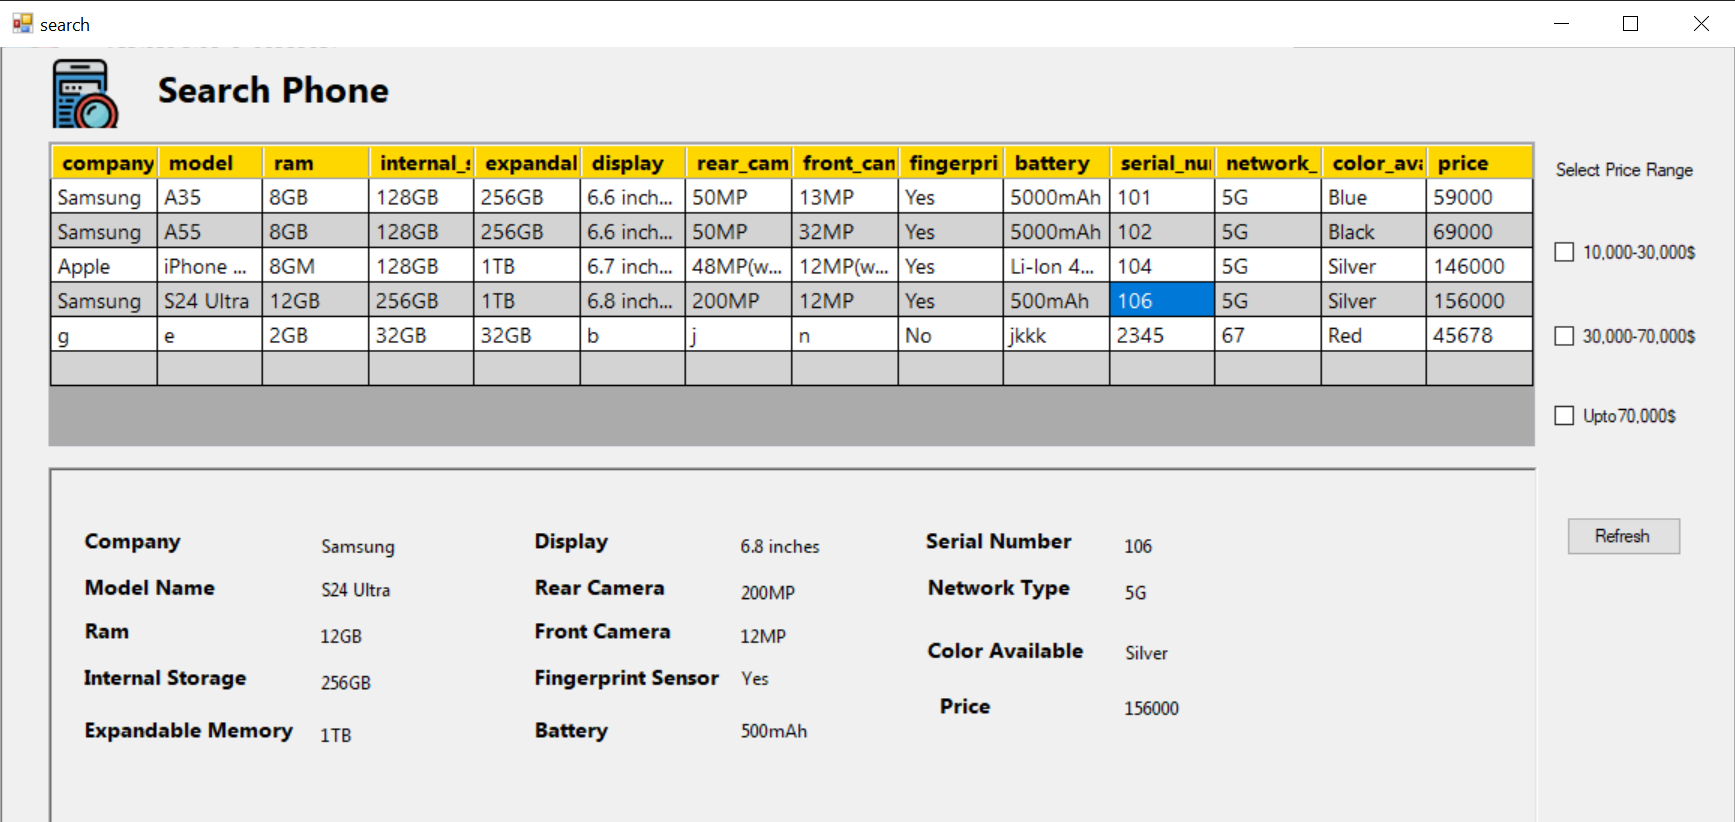 search
Search Phone
company model ram internal_s expandal display rear_cam front_can fingerpri battery serial_nui network_ color_ava price
Samsung A35 8GB 128GB 256GB 6.6 inch... 50MP 13MP Yes 5000mAh 101 5G Blue 59000
Samsung A55 8GB 128GB 256GB 6.6 inch... 50MP 32MP Yes 5000mAh 102 5G Black 69000
Apple iPhone ... 8GM 128GB 1TB 6.7 inch... 48MP(w... 12MP(w... Yes Li-Ion 4... 104 5G Silver 146000
Samsung S24 Ultra 12GB 256GB 1TB 6.8 inch... 200MP 12MP Yes 500mAh 106 5G Silver 156000
g e 2GB 32GB 32GB b j n No jkkk 2345 67 Red 45678
Select Price Range
10,000-30,000$
30,000-70,000$
Upto70,000$
Refresh
Company Samsung Display 6.8 inches Serial Number 106
Model Name S24 Ultra Rear Camera 200MP Network Type 5G
Ram 12GB Front Camera 12MP Color Available Silver
Internal Storage 256GB Fingerprint Sensor Yes Price 156000
Expandable Memory 1TB Battery 500mAh